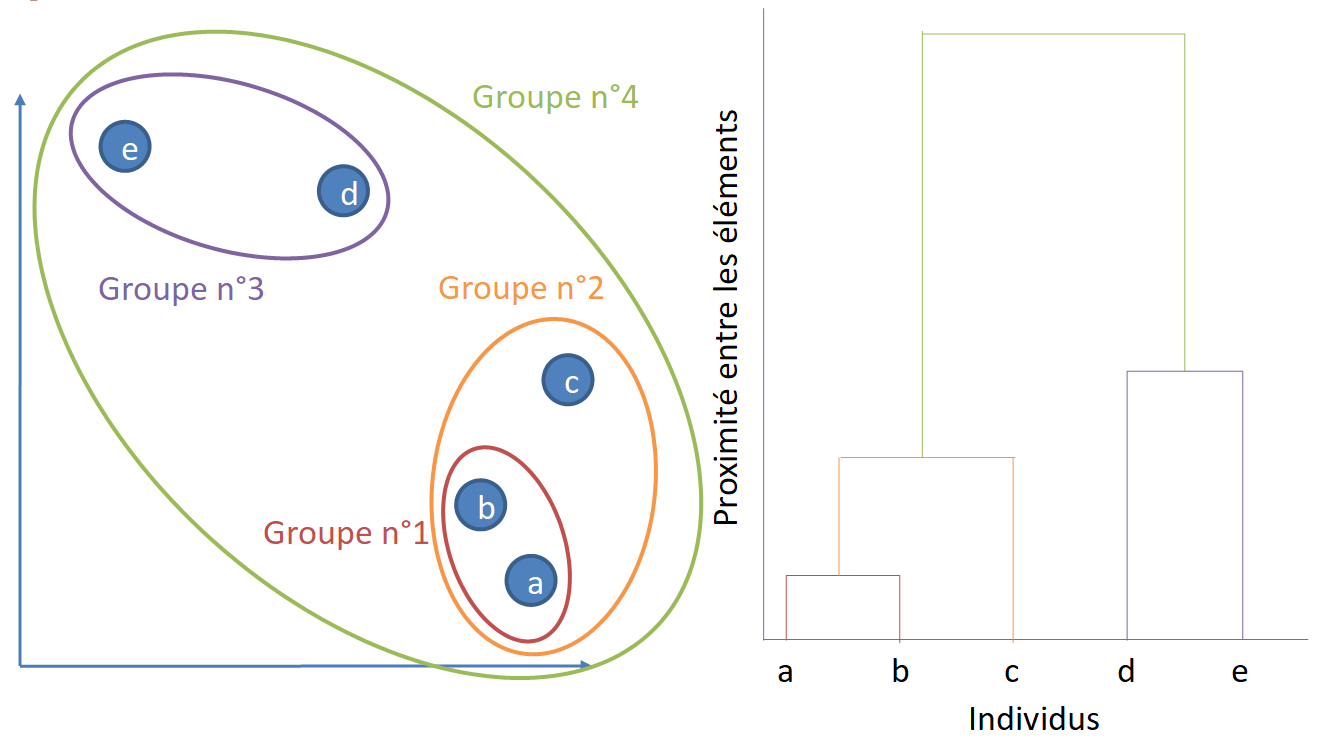 Groupe n°4
e
d
Groupe n°3
Groupe n°2
c
b
Groupe n°1
a
Proximité entre les éléments
a b c d e
Individus